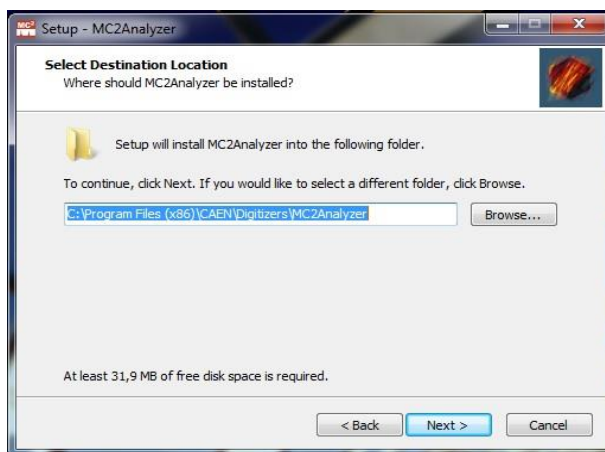 MC²
Setup - MC2Analyzer
Select Destination Location
Where should MC2Analyzer be installed?
Setup will install MC2Analyzer into the following folder.
To continue, click Next. If you would like to select a different folder, click Browse.
C:\Program Files (x86)\CAEN\Digitizers\MC2Analyzer
Browse...
At least 31,9 MB of free disk space is required.
< Back
Next >
Cancel